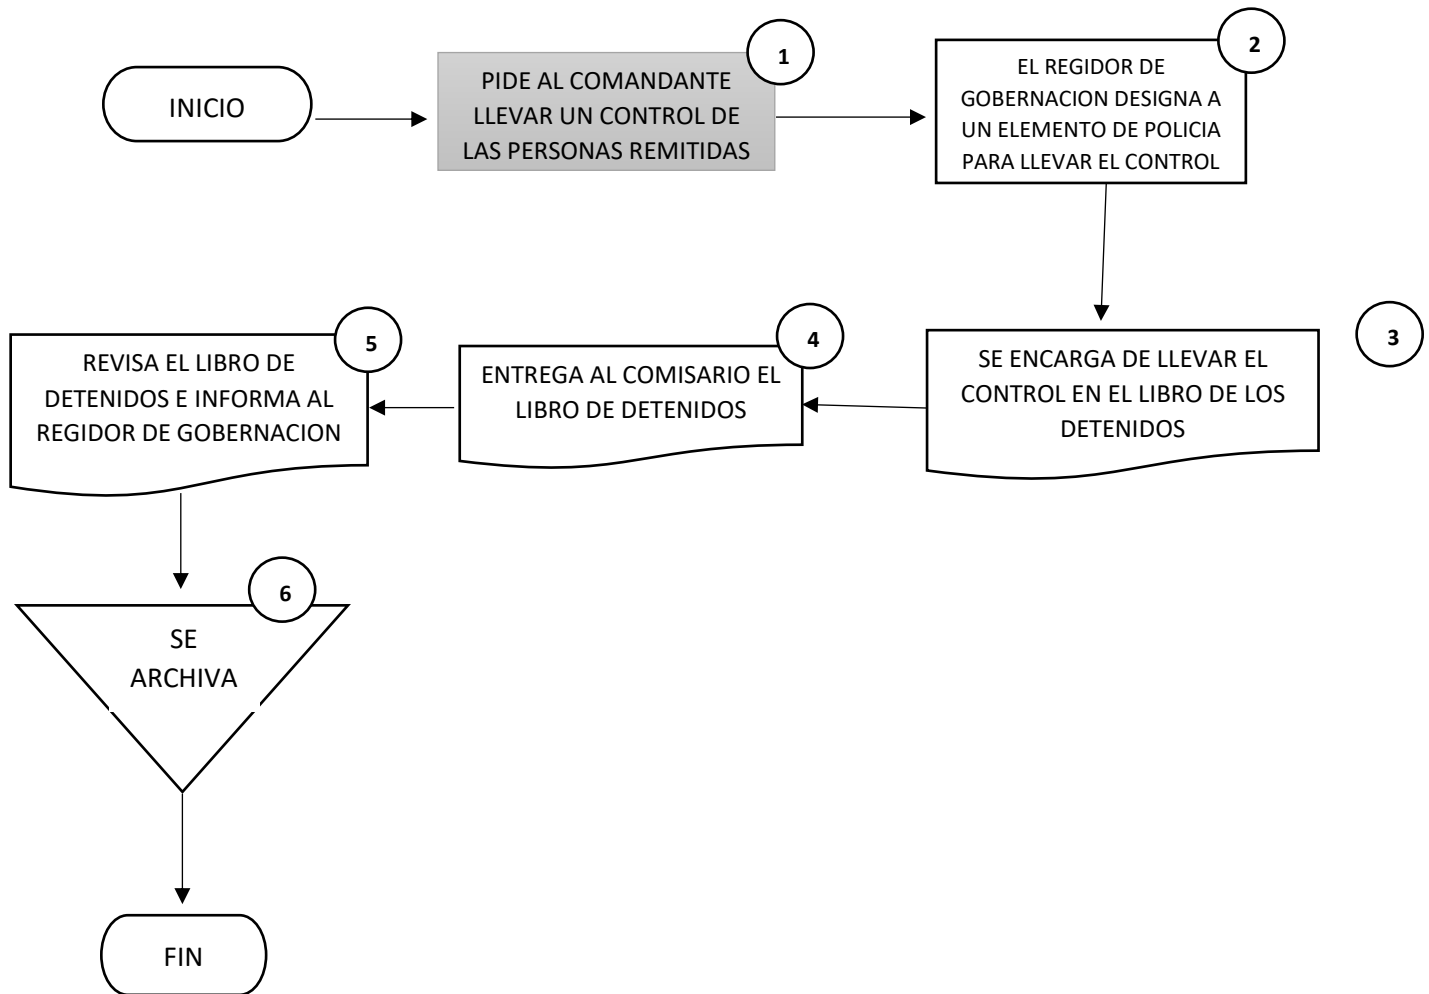 INICIO
1
PIDE AL COMANDANTE
LLEVAR UN CONTROL DE
LAS PERSONAS REMITIDAS
2
EL REGIDOR DE
GOBERNACION DESIGNA A
UN ELEMENTO DE POLICIA
PARA LLEVAR EL CONTROL
3
SE ENCARGA DE LLEVAR EL
CONTROL EN EL LIBRO DE LOS
DETENIDOS
4
ENTREGA AL COMISARIO EL
LIBRO DE DETENIDOS
5
REVISA EL LIBRO DE
DETENIDOS E INFORMA AL
REGIDOR DE GOBERNACION
6
SE
ARCHIVA
FIN